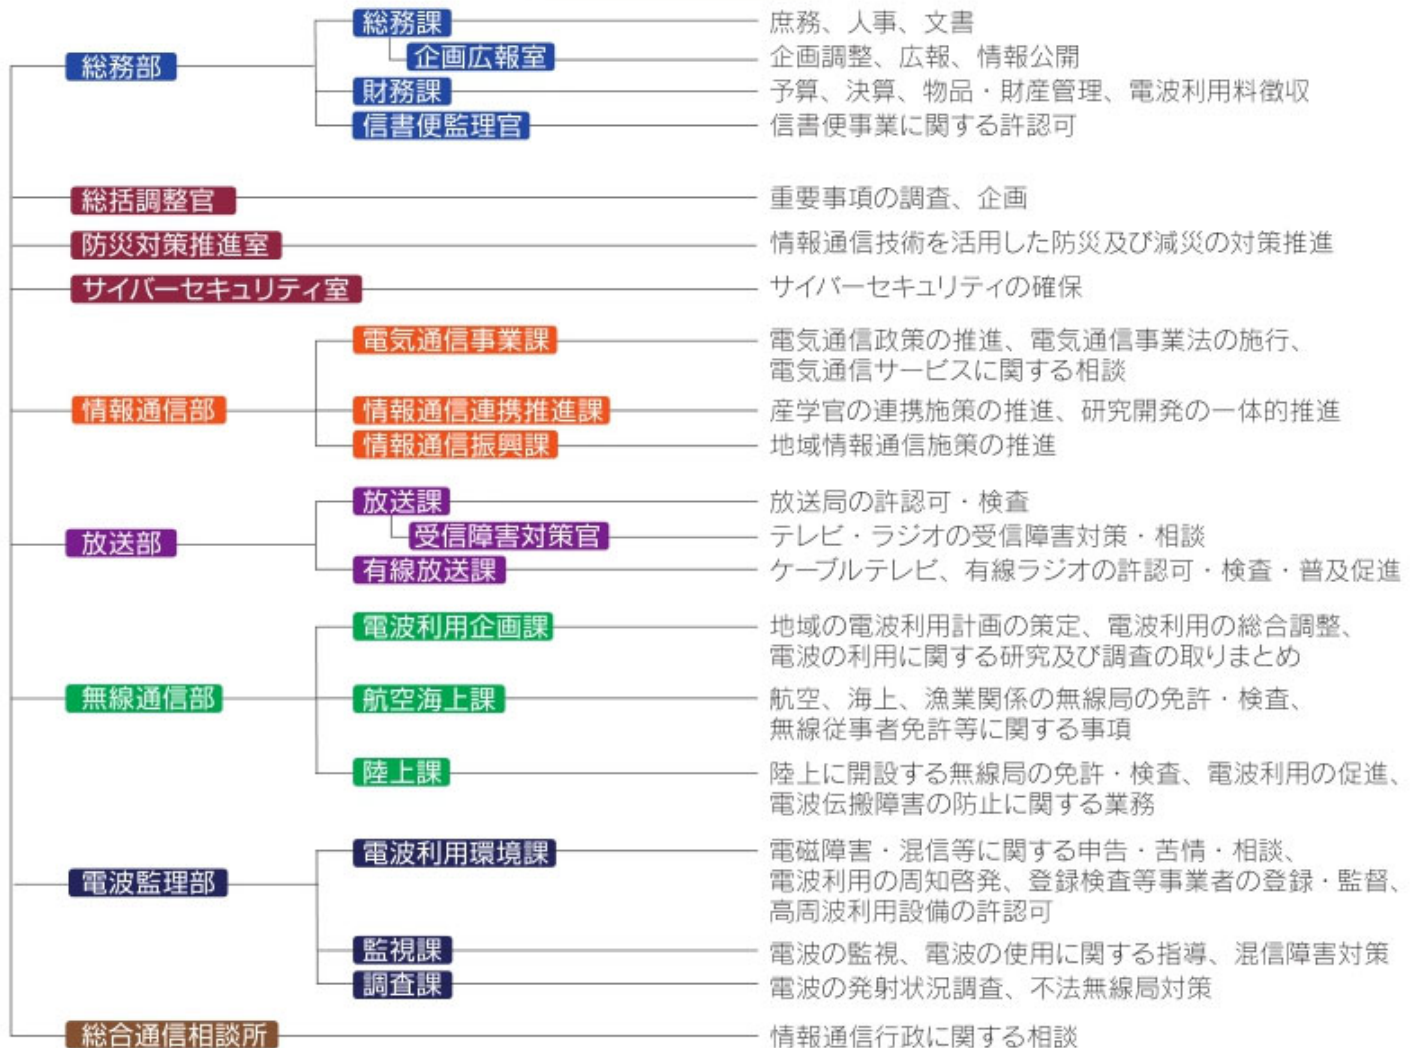 総務課 庶務、人事、文書
企画広報室 企画調整、広報、情報公開
総務部
財務課 予算、決算、物品・財産管理、電波利用料徴収
信書便監理官 信書便事業に関する許認可
総括調整官 重要事項の調査、企画
防災対策推進室 情報通信技術を活用した防災及び減災の対策推進
サイバーセキュリティ室 サイバーセキュリティの確保
電気通信事業課 電気通信政策の推進、電気通信事業法の施行、
電気通信サービスに関する相談
情報通信部 情報通信連携推進課 産学官の連携施策の推進、研究開発の一体的推進
情報通信振興課 地域情報通信施策の推進
放送課 放送局の許認可・検査
放送部 受信障害対策官 テレビ・ラジオの受信障害対策・相談
有線放送課 ケーブルテレビ、有線ラジオの許認可・検査・普及促進
電波利用企画課 地域の電波利用計画の策定、電波利用の総合調整、
電波の利用に関する研究及び調査の取りまとめ
無線通信部 航空海上課 航空、海上、漁業関係の無線局の免許・検査、
無線従事者免許等に関する事項
陸上課 陸上に開設する無線局の免許・検査、電波利用の促進、
電波伝搬障害の防止に関する業務
電波利用環境課 電磁障害・混信等に関する申告・苦情・相談、
電波監理部 電波利用の周知啓発、登録検査等事業者の登録・監督、
高周波利用設備の許認可
監視課 電波の監視、電波の使用に関する指導、混信障害対策
調査課 電波の発射状況調査、不法無線局対策
総合通信相談所 情報通信行政に関する相談